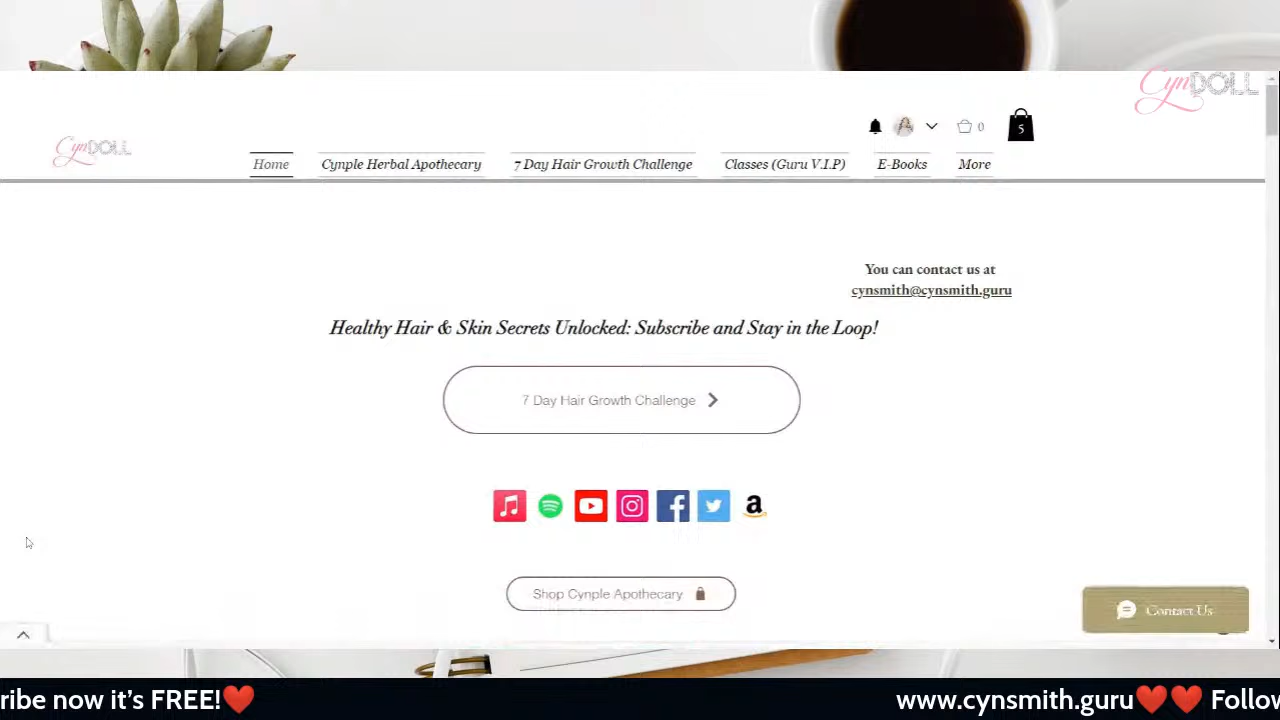 CynDOLL
0
5
CynDOLL
Home
Cynple Herbal Apothecary
7 Day Hair Growth Challenge
Classes (Guru V.I.P)
E-Books
More
You can contact us at
cynsmith@cynsmith.guru
Healthy Hair & Skin Secrets Unlocked: Subscribe and Stay in the Loop!
7 Day Hair Growth Challenge
a
Shop Cynple Apothecary
Contact Us
ribe now it’s FREE!❤️ www.cynsmith.guru❤️❤️ Follow